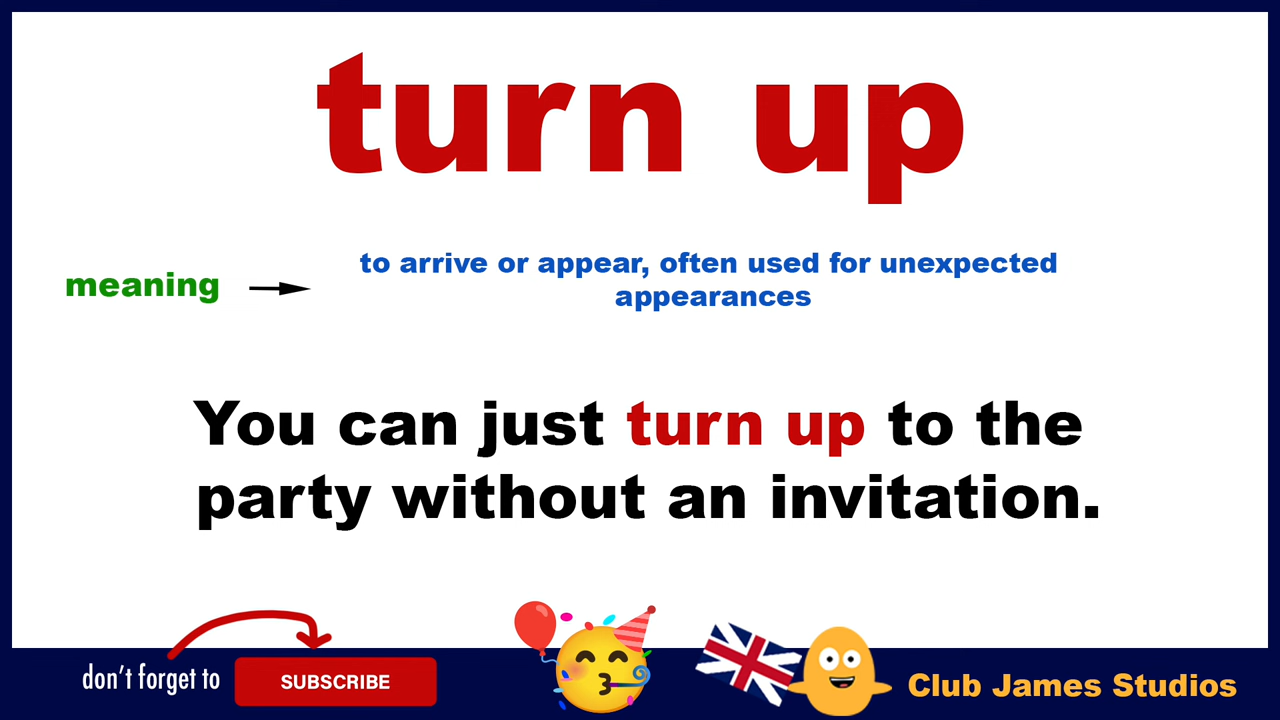 turn up
meaning
to arrive or appear, often used for unexpected
appearances
You can just turn up to the
party without an invitation.
don't forget to
SUBSCRIBE
Club James Studios